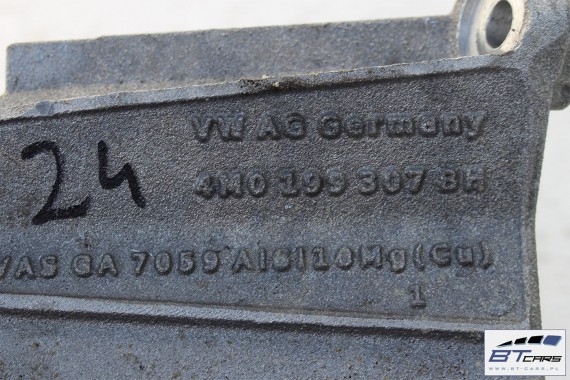 VW AG Germany
24
4M0 199 307 BH
VAS GA 7059 AlSi10Mg(Cu)
1
BTCARS
WWW.BT-CARS.PL